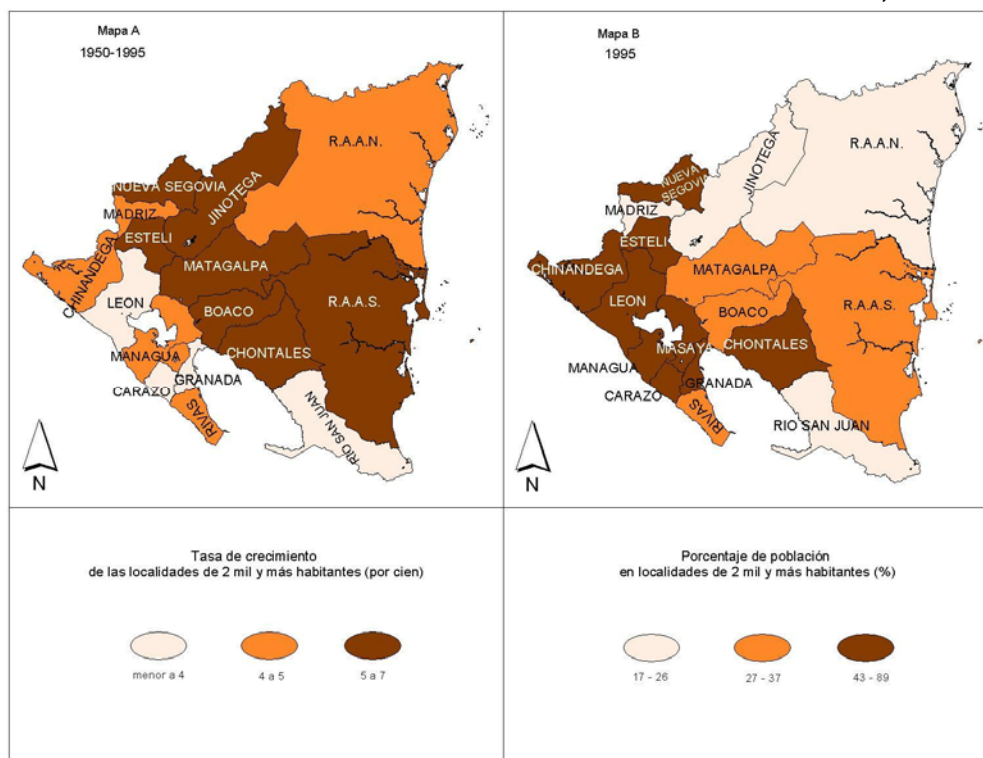 Mapa A
1950-1995
R.A.A.N.
NUEVA SEGOVIA
JINOTEGA
MADRIZ
ESTELI
CHINANDEGA
MATAGALPA
LEON
BOACO
R.A.A.S.
CHONTALES
MANAGUA
GRANADA
CARAZO
RIVAS
RIO SAN JUAN
N
Tasa de crecimiento
de las localidades de 2 mil y más habitantes (por cien)
menor a 4
4 a 5
5 a 7
Mapa B
1995
R.A.A.N.
NUEVA
SEGOVIA
JINOTEGA
MADRIZ
ESTELI
CHINANDEGA
MATAGALPA
LEON
BOACO
R.A.A.S.
MASAYA
CHONTALES
MANAGUA
GRANADA
CARAZO
RIVAS
RIO SAN JUAN
N
Porcentaje de población
en localidades de 2 mil y más habitantes (%)
17 - 26
27 - 37
43 - 89